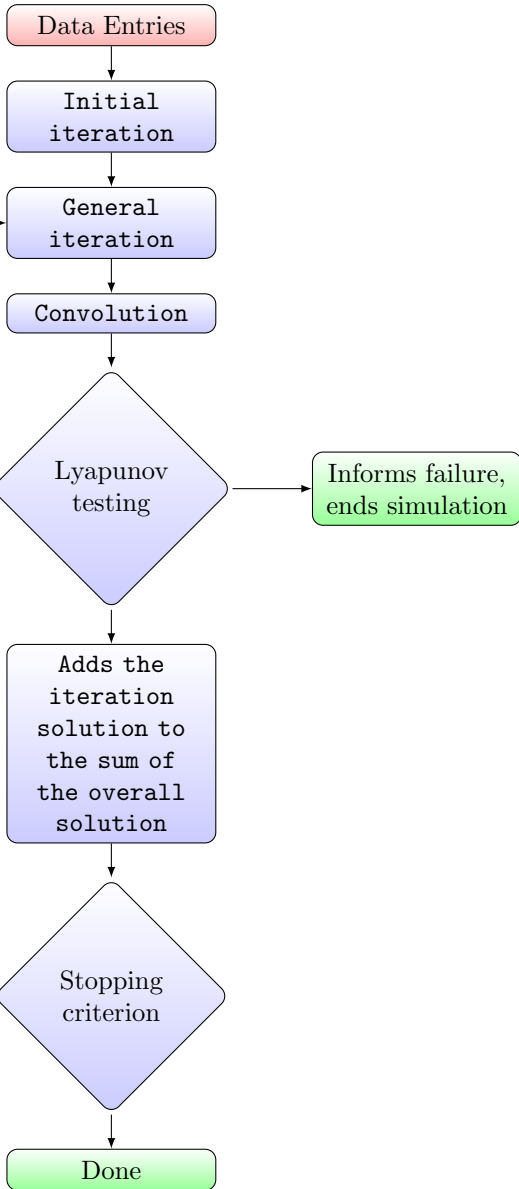 Data Entries
Initial
iteration
General
iteration
Convolution
Lyapunov
testing
Informs failure,
ends simulation
Adds the
iteration
solution to
the sum of
the overall
solution
Stopping
criterion
Done